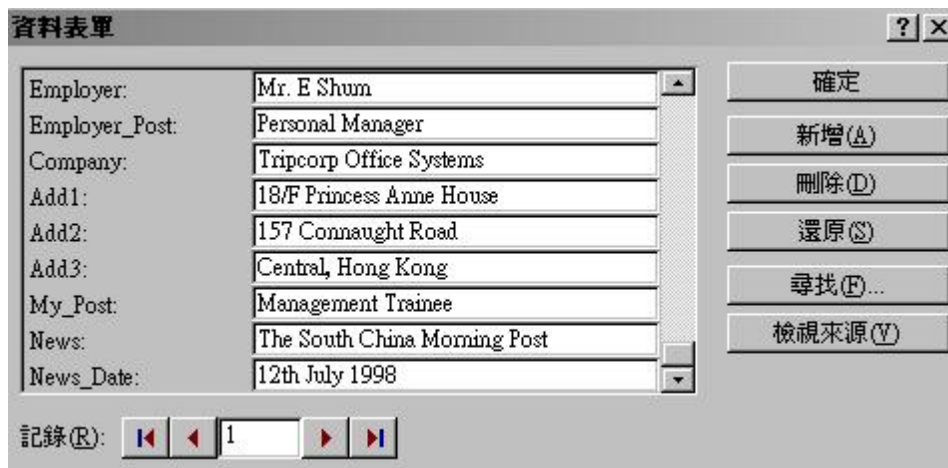 資料表單
Employer: Mr. E Shum
Employer_Post: Personal Manager
Company: Tripcorp Office Systems
Add1: 18/F Princess Anne House
Add2: 157 Connaught Road
Add3: Central, Hong Kong
My_Post: Management Trainee
News: The South China Morning Post
News_Date: 12th July 1998
確定
新增(A)
刪除(D)
還原(S)
尋找(F)...
檢視來源(V)
記錄(R): 1